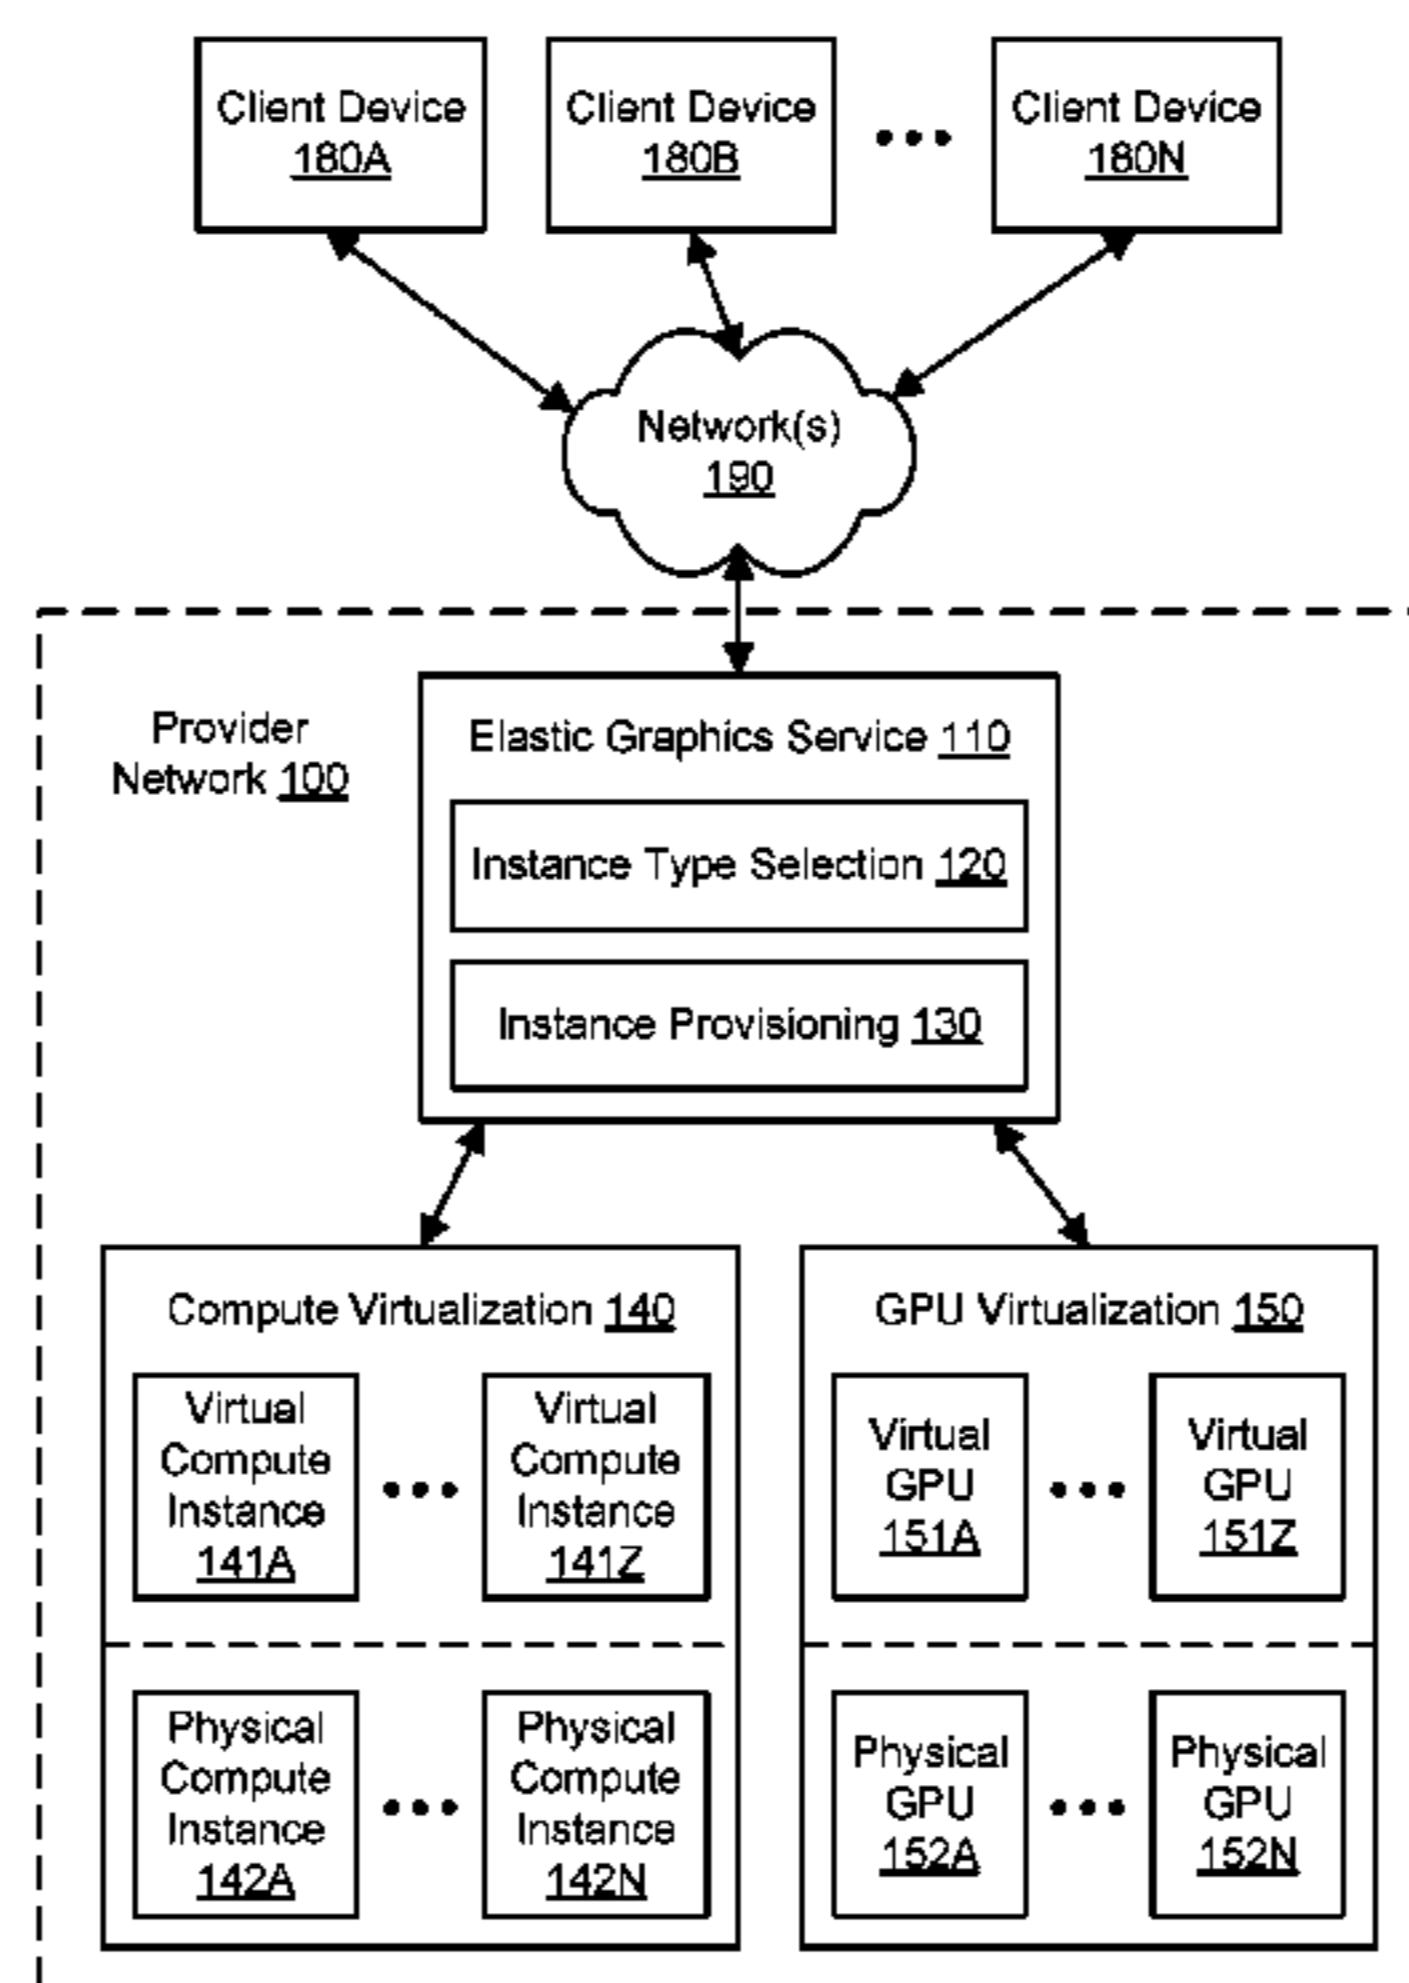 Client Device
180A
Client Device
180B
Client Device
180N
Network(s)
190
Provider
Network 100
Elastic Graphics Service 110
Instance Type Selection 120
Instance Provisioning 130
Compute Virtualization 140
Virtual
Compute
Instance
141A
Virtual
Compute
Instance
141Z
Physical
Compute
Instance
142A
Physical
Compute
Instance
142N
GPU Virtualization 150
Virtual
GPU
151A
Virtual
GPU
151Z
Physical
GPU
152A
Physical
GPU
152N